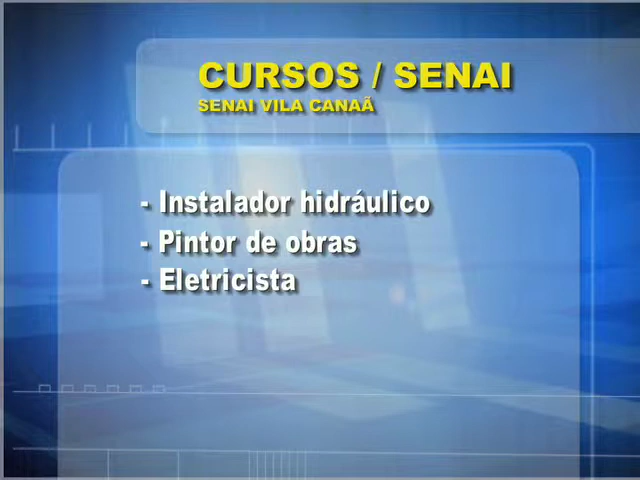 CURSOS / SENAI
SENAI VILA CANAÃ
- Instalador hidráulico
- Pintor de obras
- Eletricista